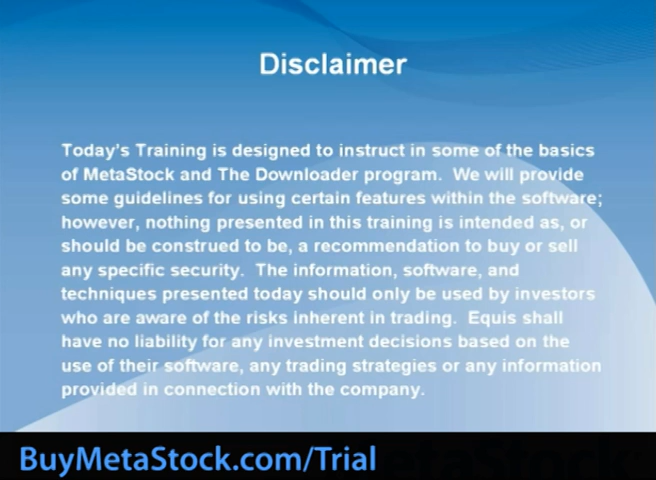 Disclaimer
Today's Training is designed to instruct in some of the basics
of MetaStock and The Downloader program.  We will provide
some guidelines for using certain features within the software;
however, nothing presented in this training is intended as, or
should be construed to be, a recommendation to buy or sell
any specific security.  The information, software, and
techniques presented today should only be used by investors
who are aware of the risks inherent in trading.  Equis shall
have no liability for any investment decisions based on the
use of their software, any trading strategies or any information
provided in connection with the company.
BuyMetaStock.com/Trial